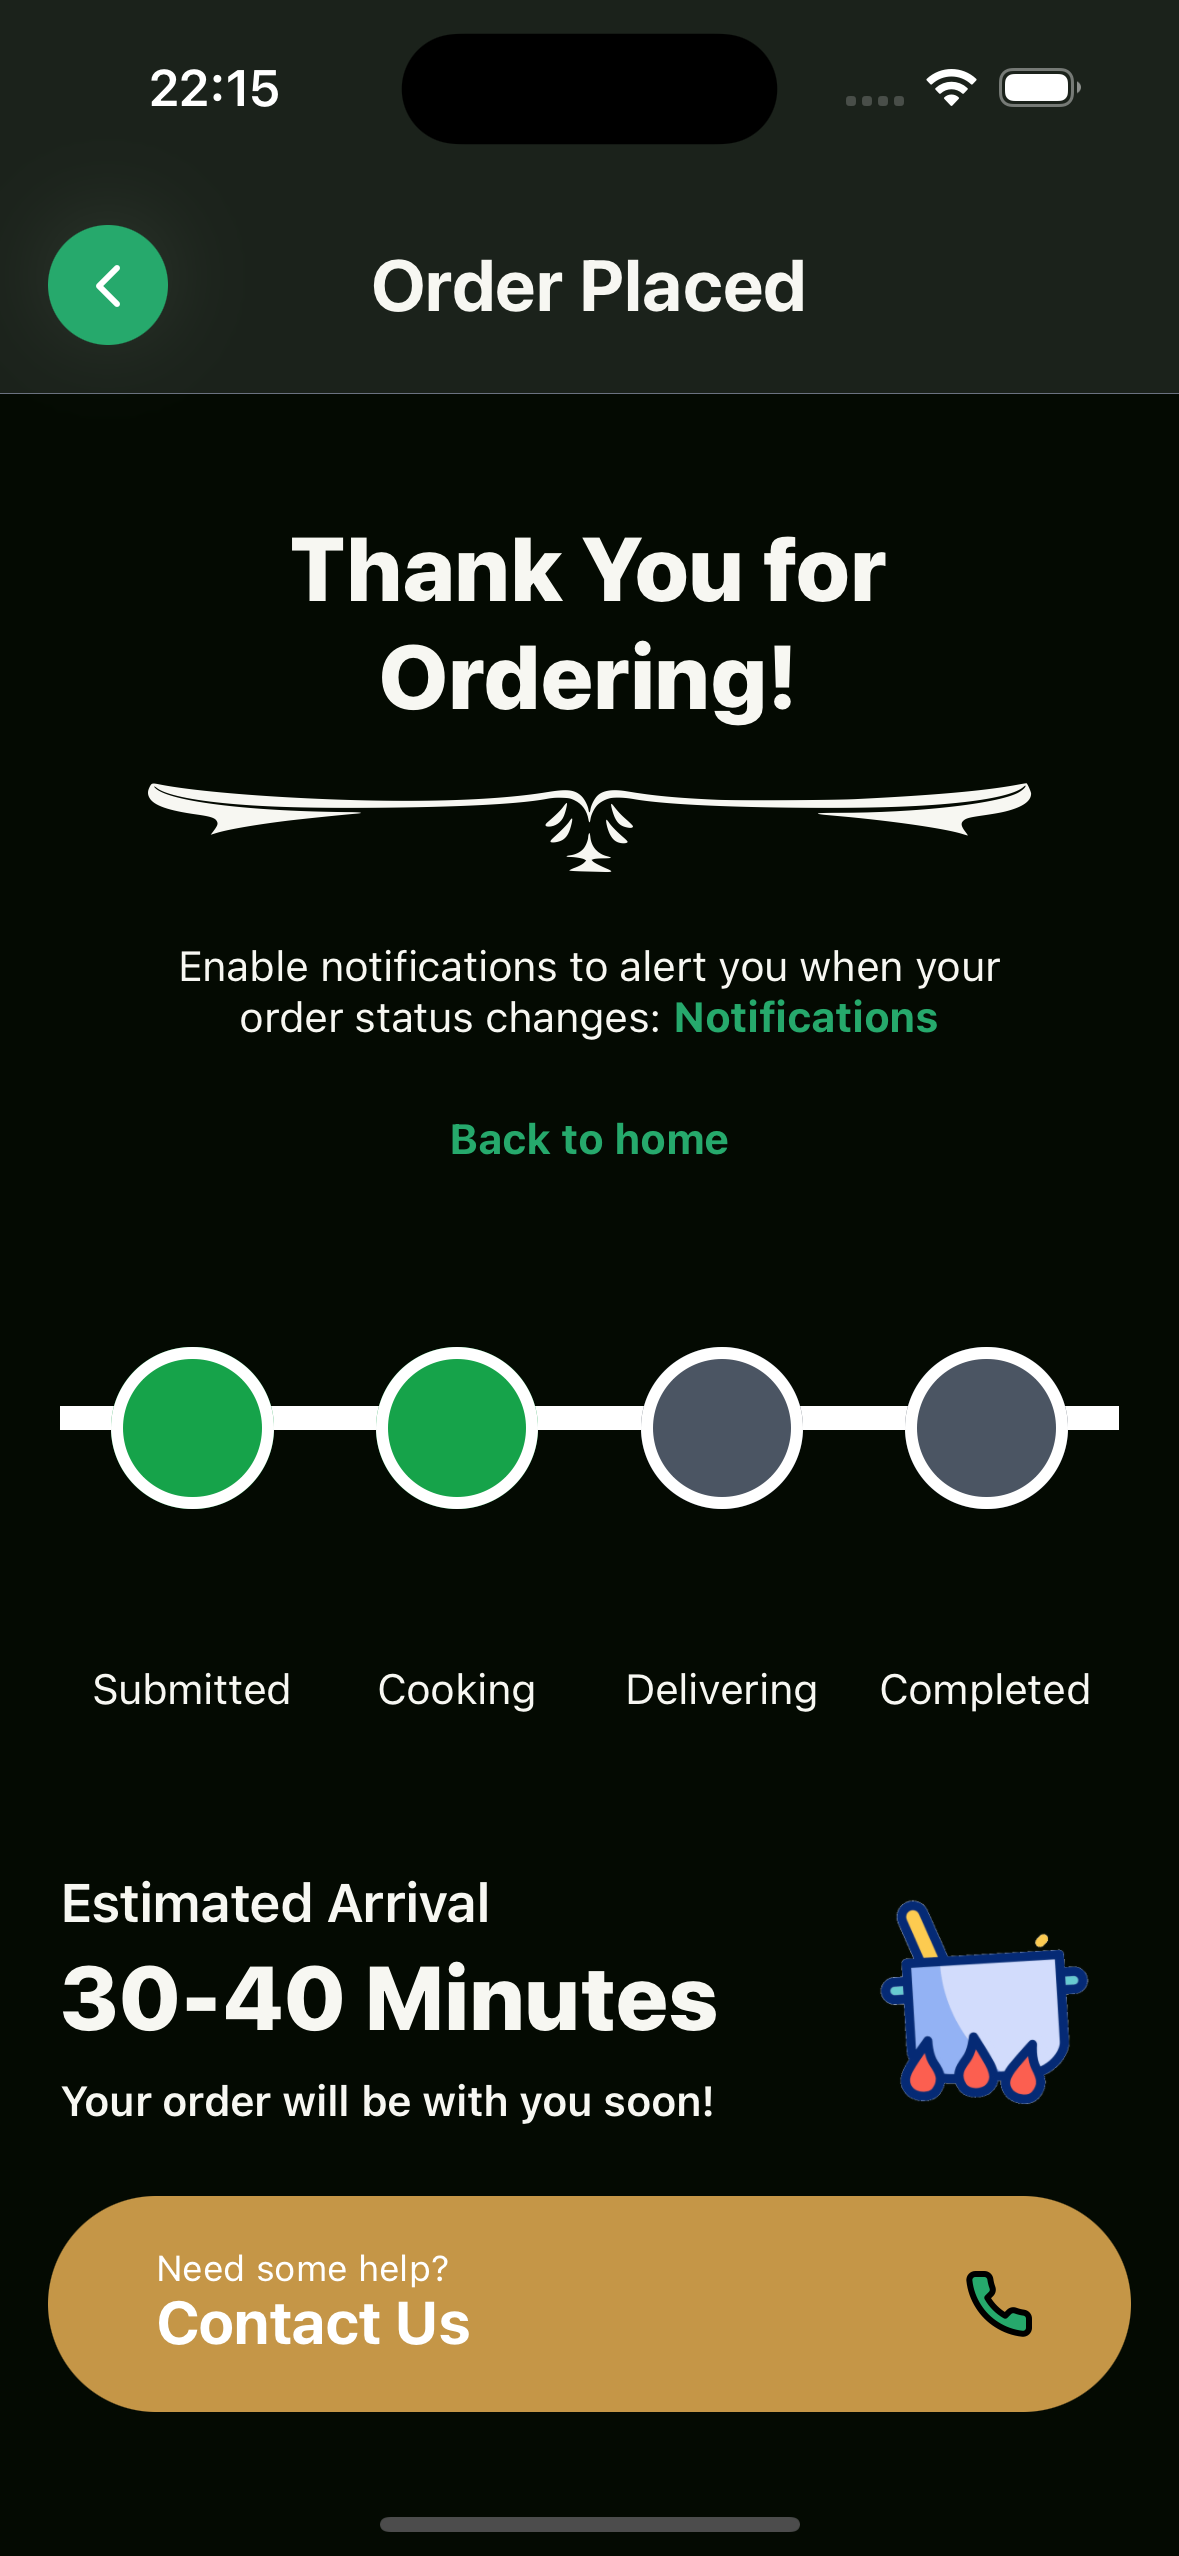 22:15
Order Placed
Thank You for
Ordering!
Enable notifications to alert you when your
order status changes: Notifications
Back to home
Submitted Cooking Delivering Completed
Estimated Arrival
30-40 Minutes
Your order will be with you soon!
Need some help?
Contact Us